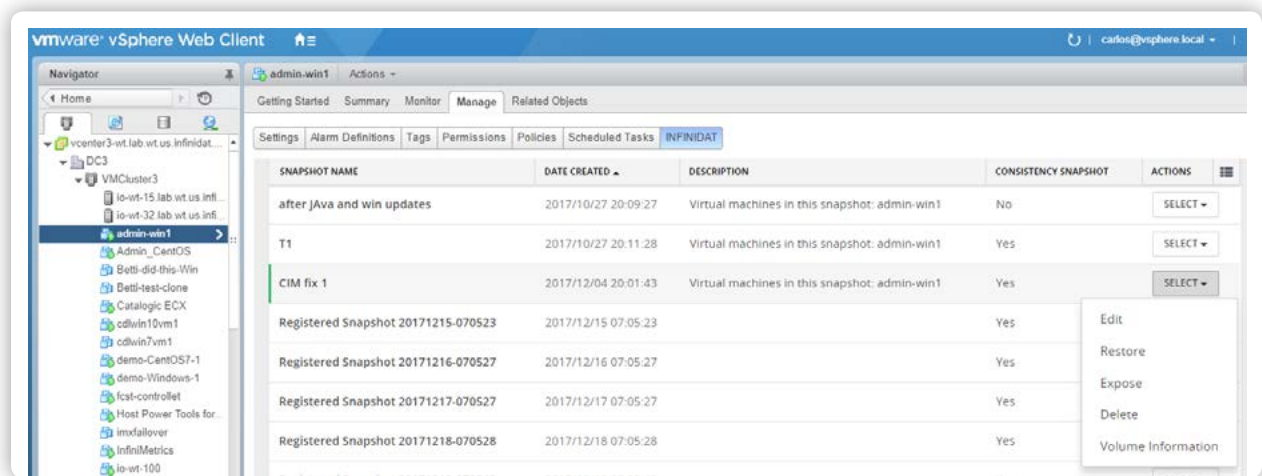 vmware® vSphere Web Client
carlos@vsphere.local
Navigator
Home
vcenter3-wt.lab.wt.us.infinidat....
DC3
VMCluster3
io-wt-15.lab.wt.us.infi...
io-wt-32.lab.wt.us.infi...
admin-win1
Admin_CentOS
Betti-did-this-Win
Betti-test-clone
Catalogic ECX
cdlwin10vm1
cdlwin7vm1
demo-CentOS7-1
demo-Windows-1
fcst-controllet
Host Power Tools for...
imxfailover
InfiniMetrics
io-wt-100
admin-win1 Actions
Getting Started Summary Monitor Manage Related Objects
Settings Alarm Definitions Tags Permissions Policies Scheduled Tasks INFINIDAT
SNAPSHOT NAME DATE CREATED DESCRIPTION CONSISTENCY SNAPSHOT ACTIONS
after JAva and win updates 2017/10/27 20:09:27 Virtual machines in this snapshot: admin-win1 No SELECT
T1 2017/10/27 20:11:28 Virtual machines in this snapshot: admin-win1 Yes SELECT
CIM fix 1 2017/12/04 20:01:43 Virtual machines in this snapshot: admin-win1 Yes SELECT
Registered Snapshot 20171215-070523 2017/12/15 07:05:23 Yes
Registered Snapshot 20171216-070527 2017/12/16 07:05:27 Yes
Registered Snapshot 20171217-070527 2017/12/17 07:05:27 Yes
Registered Snapshot 20171218-070528 2017/12/18 07:05:28 Yes
Edit
Restore
Expose
Delete
Volume Information